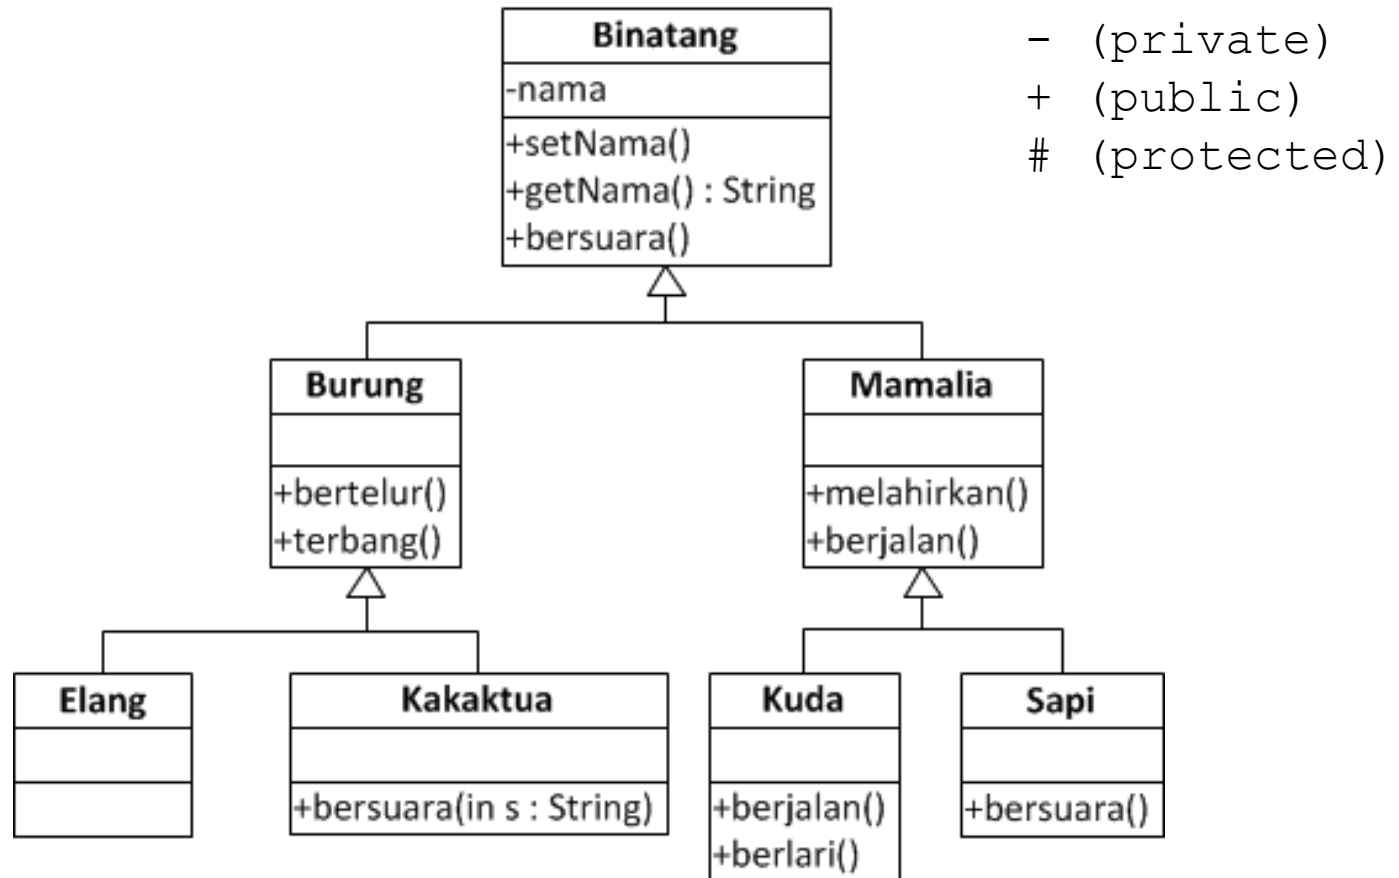 Binatang
-nama
+setNama()
+getNama() : String
+bersuara()
- (private)
+ (public)
# (protected)
Burung
+bertelur()
+terbang()
Mamalia
+melahirkan()
+berjalan()
Elang
Kakaktua
+bersuara(in s : String)
Kuda
+berjalan()
+berlari()
Sapi
+bersuara()